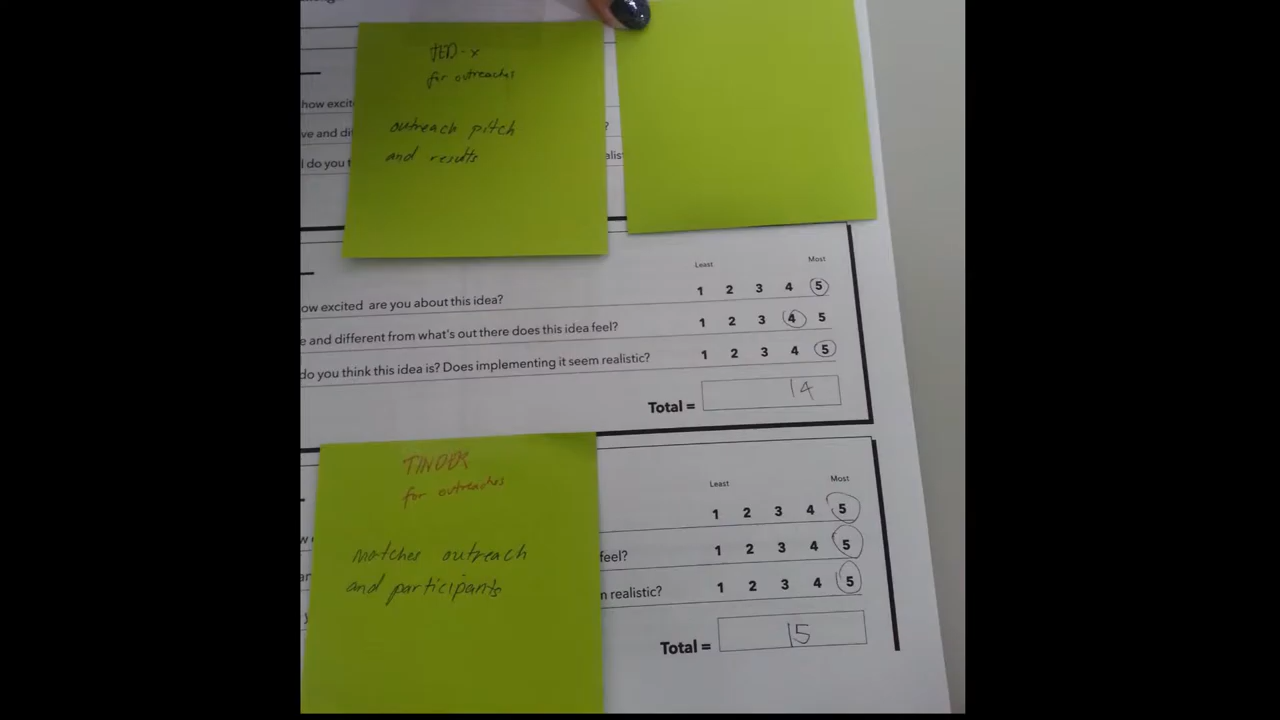 TED-x
for outreaches
outreach pitch
and results
how excit
ve and di
?
do you t
alis
Least Most
ow excited are you about this idea?
1 2 3 4 5
e and different from what's out there does this idea feel?
1 2 3 4 5
do you think this idea is? Does implementing it seem realistic?
1 2 3 4 5
Total = 14
TINDER
for outreaches
matches outreach
and participants
Least Most
1 2 3 4 5
feel?
1 2 3 4 5
n realistic?
1 2 3 4 5
Total = 15